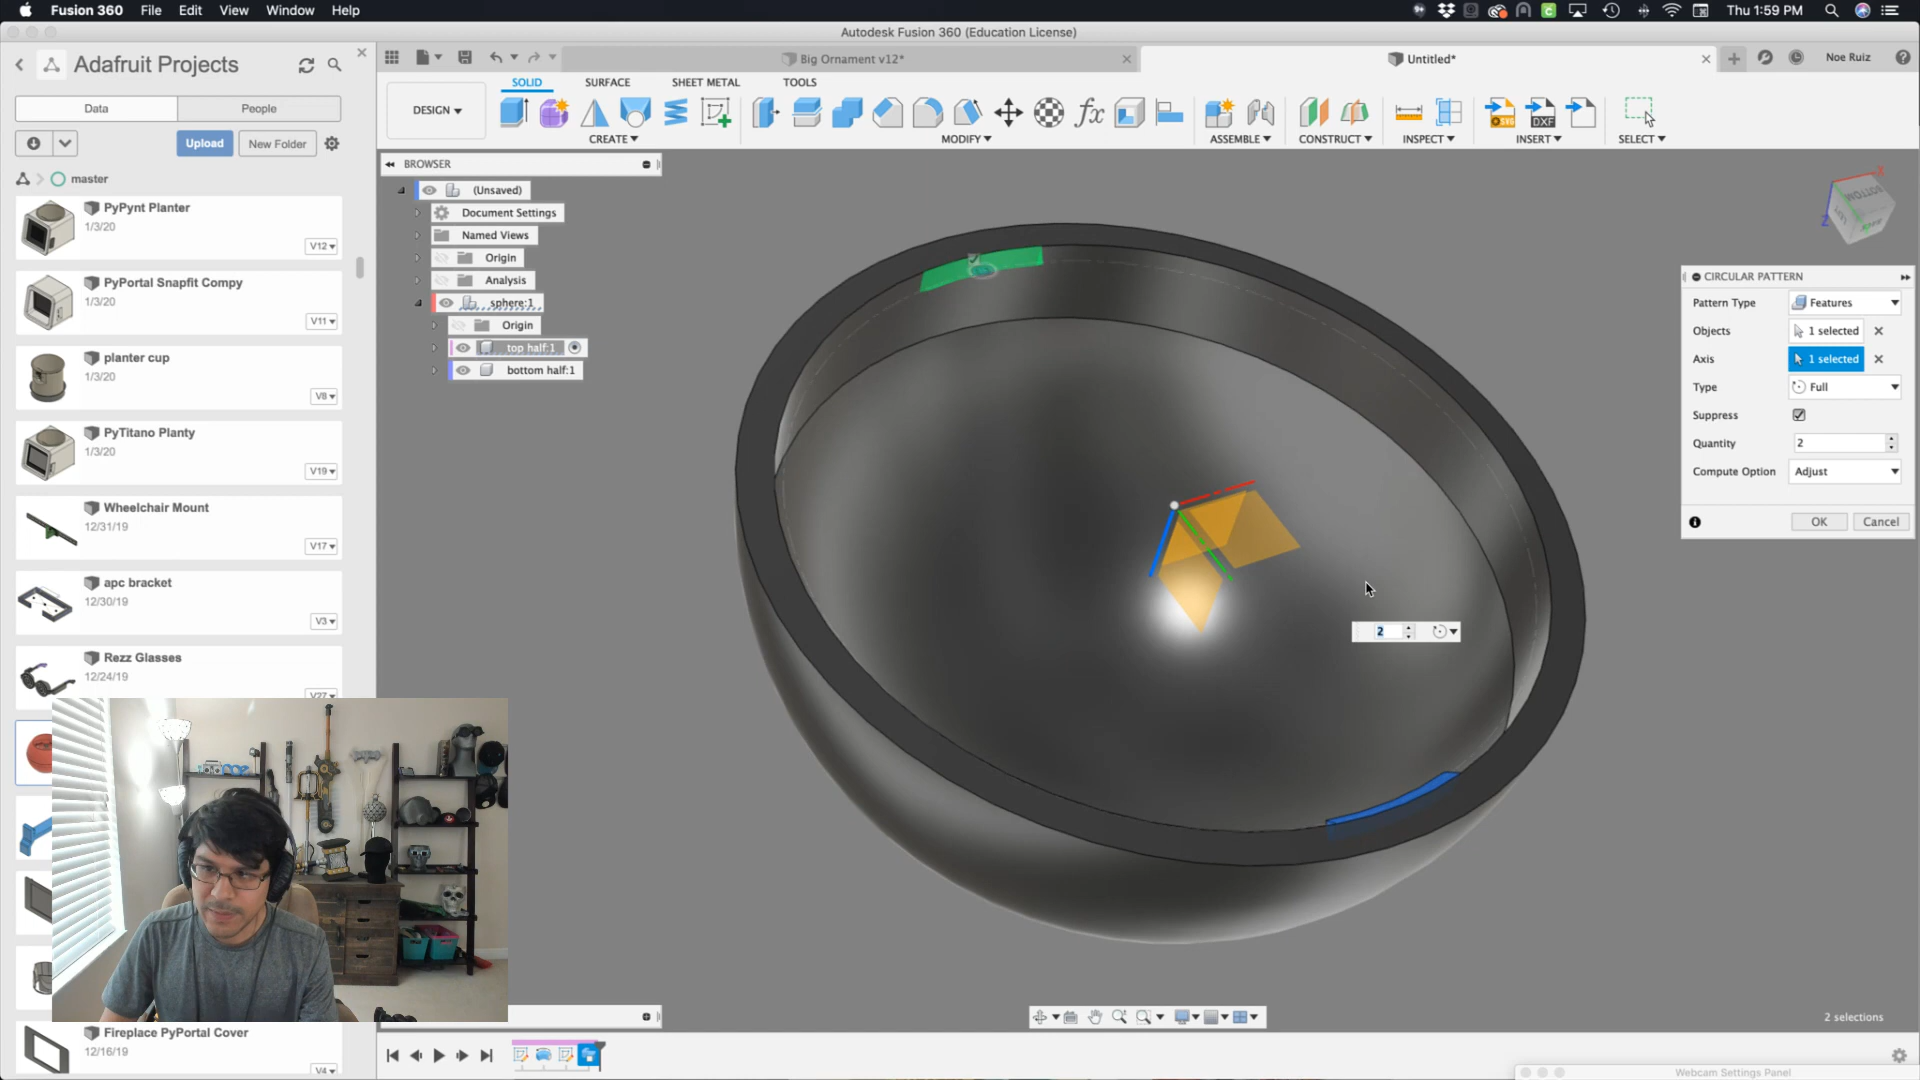 Fusion 360 File Edit View Window Help
Thu 1:59 PM
Autodesk Fusion 360 (Education License)
Adafruit Projects
Big Ornament v12*
Untitled*
Noe Ruiz
Data
People
Upload
New Folder
master
PyPynt Planter
1/3/20
V12
PyPortal Snapfit Compy
1/3/20
V11
planter cup
1/3/20
V8
PyTitano Planty
1/3/20
V19
Wheelchair Mount
12/31/19
V17
apc bracket
12/30/19
V3
Rezz Glasses
12/24/19
V27
Fireplace PyPortal Cover
12/16/19
V4
DESIGN
SOLID
SURFACE
SHEET METAL
TOOLS
CREATE
MODIFY
ASSEMBLE
CONSTRUCT
INSPECT
INSERT
SELECT
BROWSER
(Unsaved)
Document Settings
Named Views
Origin
Analysis
sphere:1
Origin
top half:1
bottom half:1
BOTTOM
X
Z
CIRCULAR PATTERN
Pattern Type
Features
Objects
1 selected
Axis
1 selected
Type
Full
Suppress
Quantity
2
Compute Option
Adjust
OK
Cancel
2
2 selections
Webcam Settings Panel